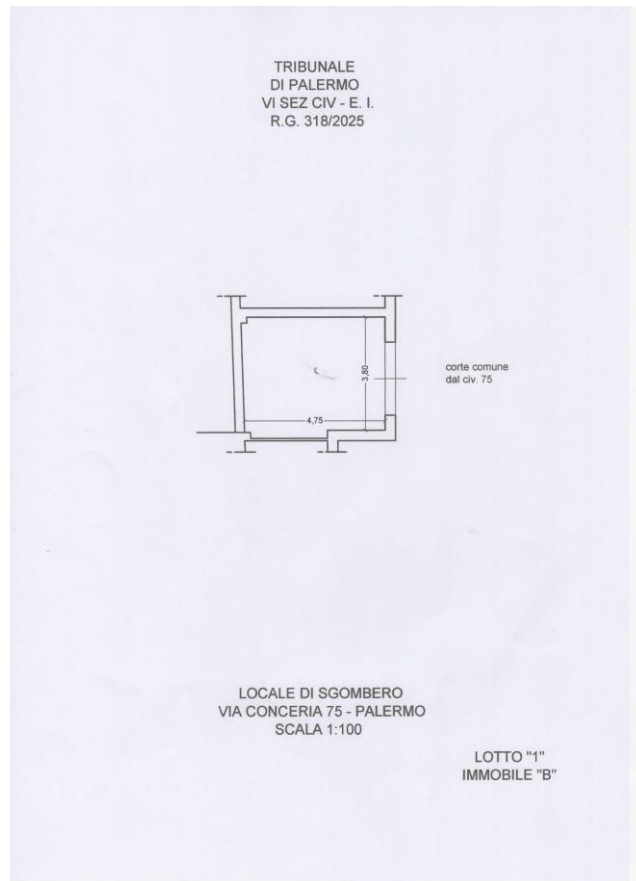 TRIBUNALE
DI PALERMO
VI SEZ CIV - E. I.
R.G. 318/2025
3,80
corte comune
dal civ. 75
4,75
LOCALE DI SGOMBERO
VIA CONCERIA 75 - PALERMO
SCALA 1:100
LOTTO "1"
IMMOBILE "B"